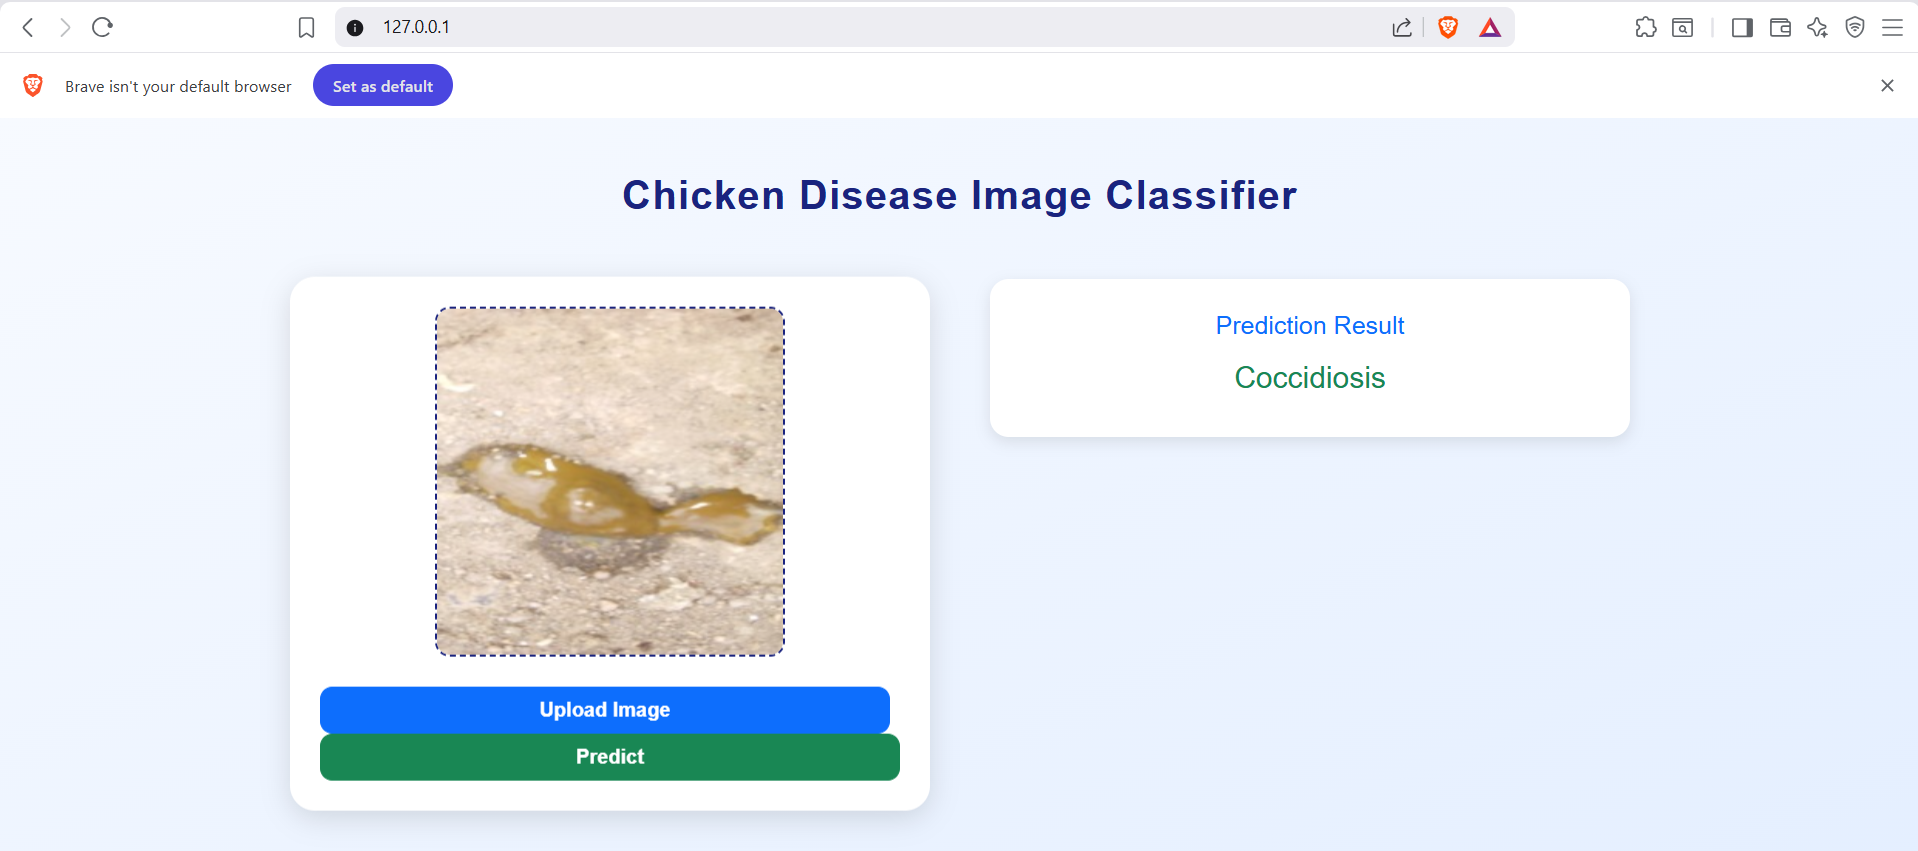 127.0.0.1
Brave isn't your default browser
Set as default
Chicken Disease Image Classifier
Prediction Result
Coccidiosis
Upload Image
Predict